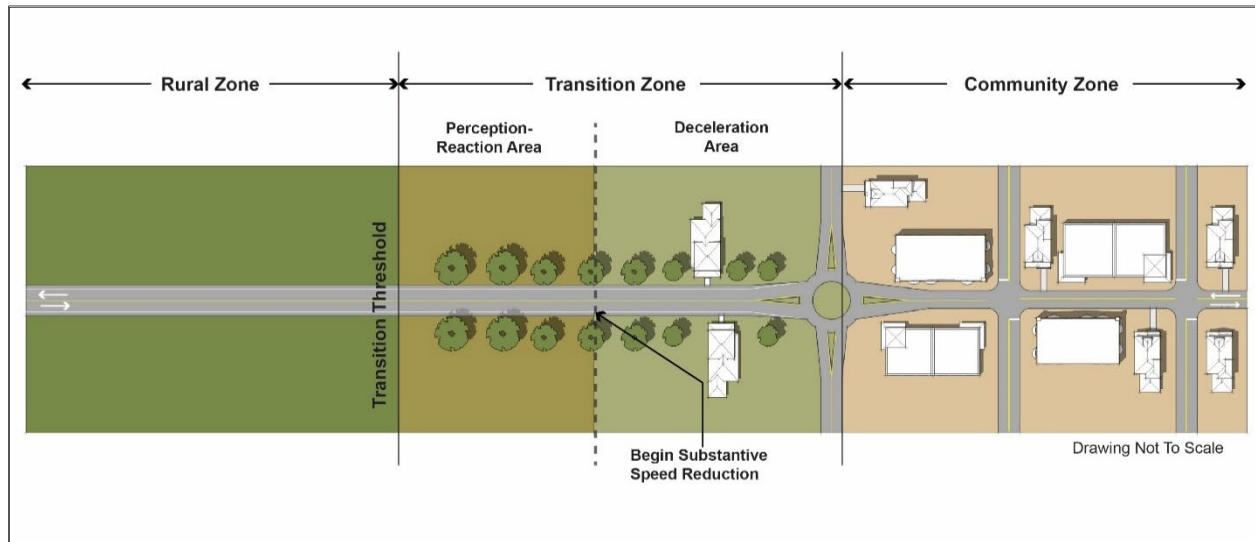 Rural Zone
Transition Zone
Community Zone
Perception-
Reaction Area
Deceleration
Area
Transition Threshold
Begin Substantive
Speed Reduction
Drawing Not To Scale